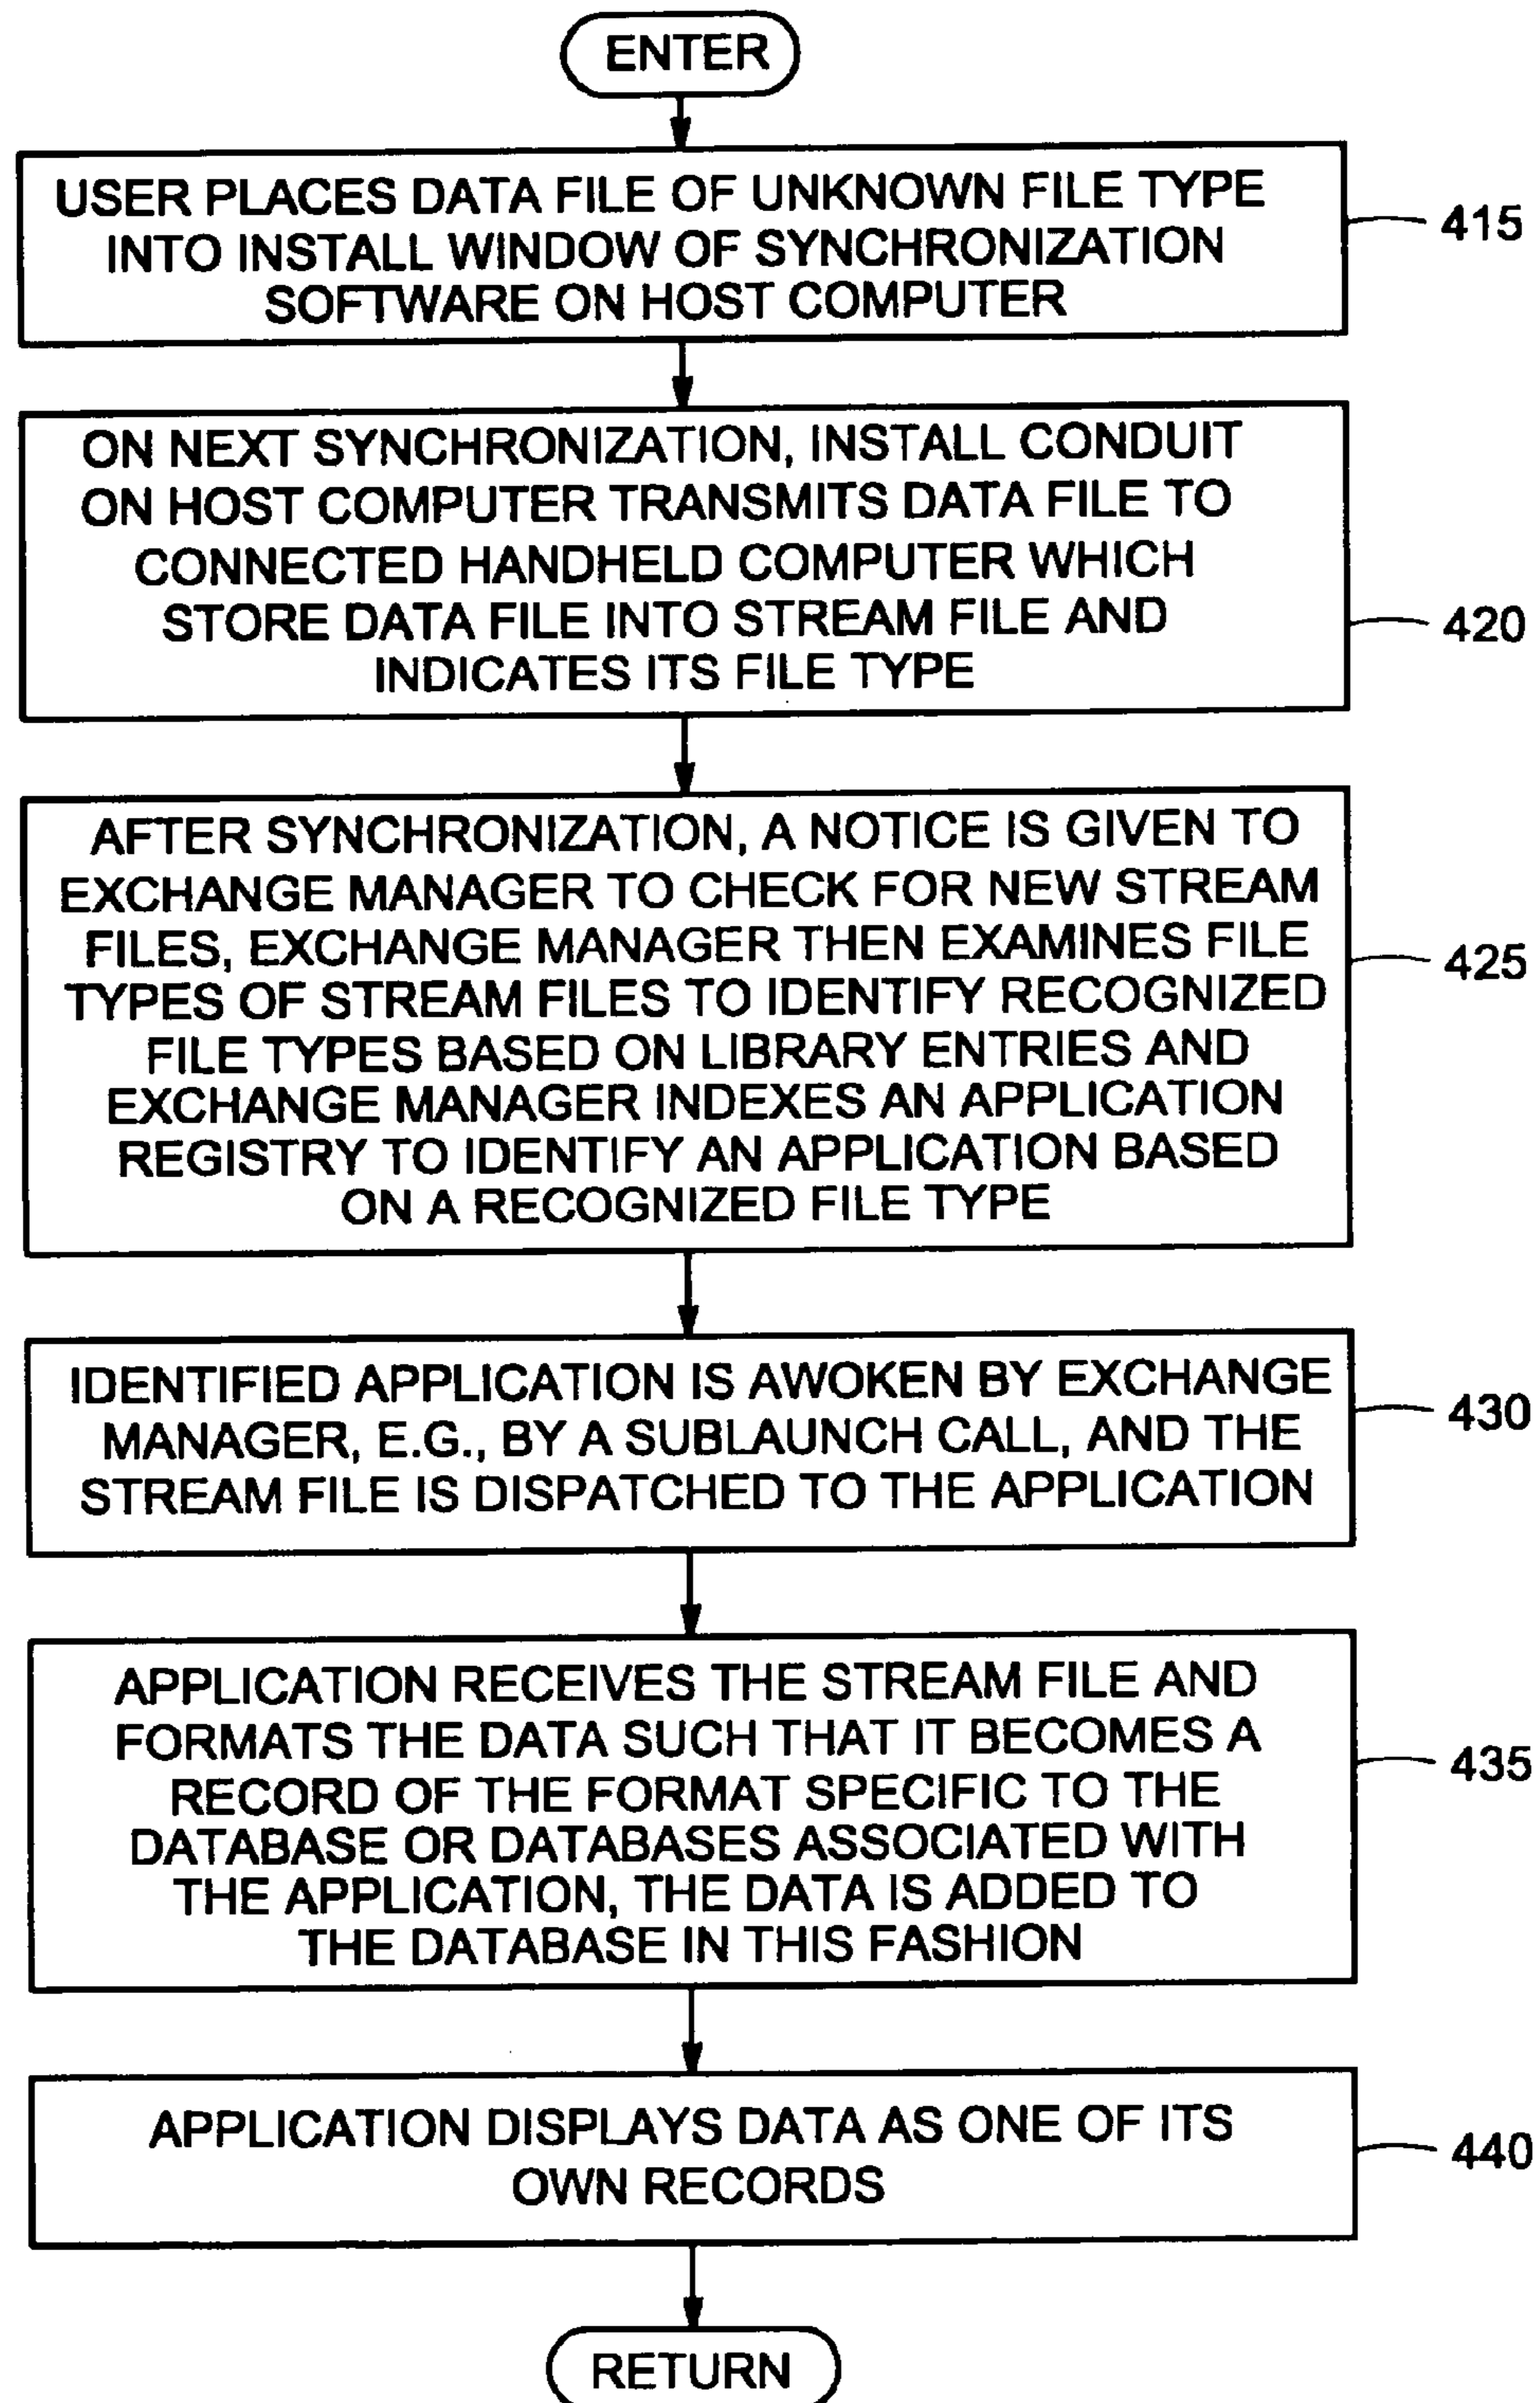 ENTER
USER PLACES DATA FILE OF UNKNOWN FILE TYPE
INTO INSTALL WINDOW OF SYNCHRONIZATION
SOFTWARE ON HOST COMPUTER
415
ON NEXT SYNCHRONIZATION, INSTALL CONDUIT
ON HOST COMPUTER TRANSMITS DATA FILE TO
CONNECTED HANDHELD COMPUTER WHICH
STORE DATA FILE INTO STREAM FILE AND
INDICATES ITS FILE TYPE
420
AFTER SYNCHRONIZATION, A NOTICE IS GIVEN TO
EXCHANGE MANAGER TO CHECK FOR NEW STREAM
FILES, EXCHANGE MANAGER THEN EXAMINES FILE
TYPES OF STREAM FILES TO IDENTIFY RECOGNIZED
FILE TYPES BASED ON LIBRARY ENTRIES AND
EXCHANGE MANAGER INDEXES AN APPLICATION
REGISTRY TO IDENTIFY AN APPLICATION BASED
ON A RECOGNIZED FILE TYPE
425
IDENTIFIED APPLICATION IS AWOKEN BY EXCHANGE
MANAGER, E.G., BY A SUBLAUNCH CALL, AND THE
STREAM FILE IS DISPATCHED TO THE APPLICATION
430
APPLICATION RECEIVES THE STREAM FILE AND
FORMATS THE DATA SUCH THAT IT BECOMES A
RECORD OF THE FORMAT SPECIFIC TO THE
DATABASE OR DATABASES ASSOCIATED WITH
THE APPLICATION, THE DATA IS ADDED TO
THE DATABASE IN THIS FASHION
435
APPLICATION DISPLAYS DATA AS ONE OF ITS
OWN RECORDS
440
RETURN